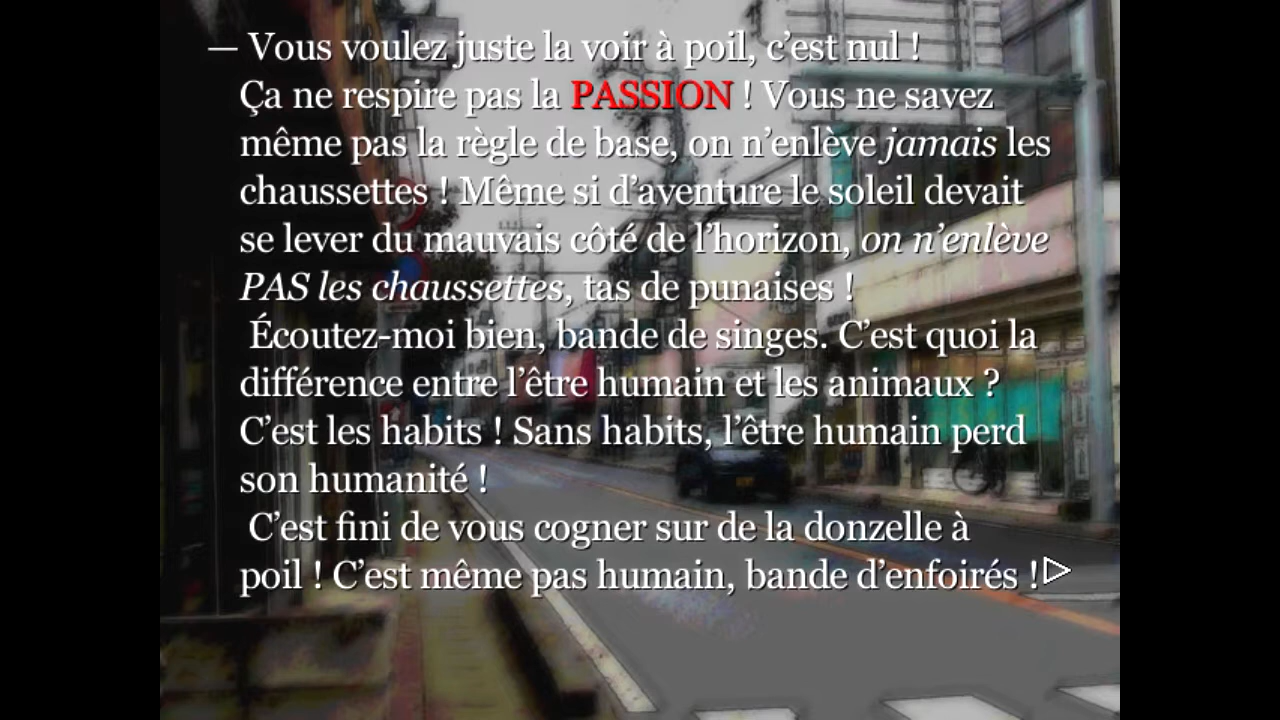 — Vous voulez juste la voir à poil, c’est nul !
Ça ne respire pas la PASSION ! Vous ne savez
même pas la règle de base, on n’enlève jamais les
chaussettes ! Même si d’aventure le soleil devait
se lever du mauvais côté de l’horizon, on n’enlève
PAS les chaussettes, tas de punaises !
Écoutez-moi bien, bande de singes. C’est quoi la
différence entre l’être humain et les animaux ?
C’est les habits ! Sans habits, l’être humain perd
son humanité !
C’est fini de vous cogner sur de la donzelle à
poil ! C’est même pas humain, bande d’enfoirés !